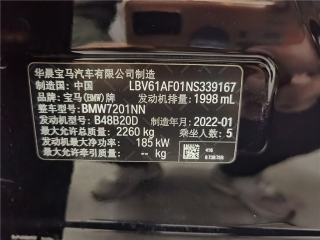 华晨宝马汽车有限公司制造
制造国: 中国 LBV61AF01NS339167
品牌: 宝马(BMW)牌 发动机排量: 1998 mL
整车型号: BMW7201NN
发动机型号: B48B20D 制造年月: 2022-01
最大允许总质量: 2260 kg 乘坐人数: 5
发动机最大净功率: 185 kW
最大允许牵引质量: -- kg
416